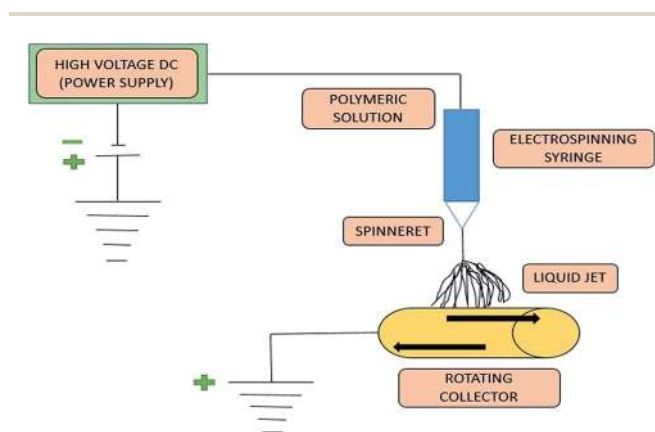 HIGH VOLTAGE DC
(POWER SUPPLY)
POLYMERIC
SOLUTION
ELECTROSPINNING
SYRINGE
SPINNERET
LIQUID JET
ROTATING
COLLECTOR